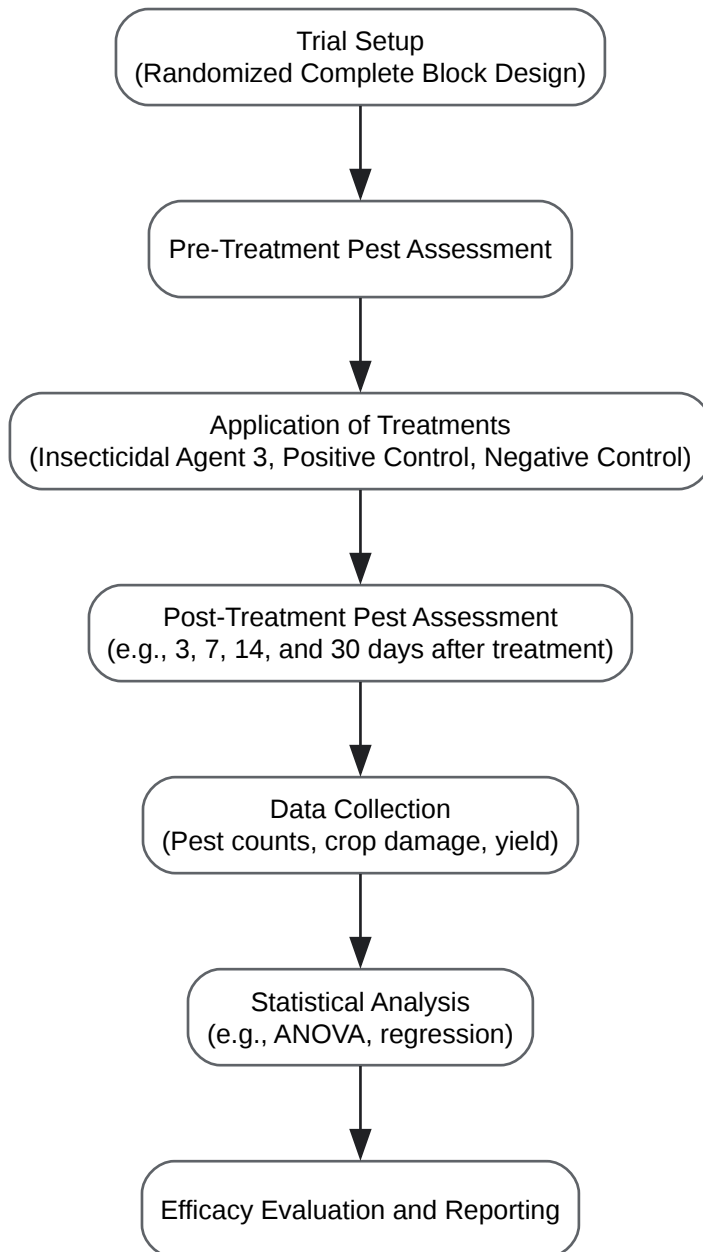 Trial Setup
(Randomized Complete Block Design)
Pre-Treatment Pest Assessment
Application of Treatments
(Insecticidal Agent 3, Positive Control, Negative Control)
Post-Treatment Pest Assessment
(e.g., 3, 7, 14, and 30 days after treatment)
Data Collection
(Pest counts, crop damage, yield)
Statistical Analysis
(e.g., ANOVA, regression)
Efficacy Evaluation and Reporting